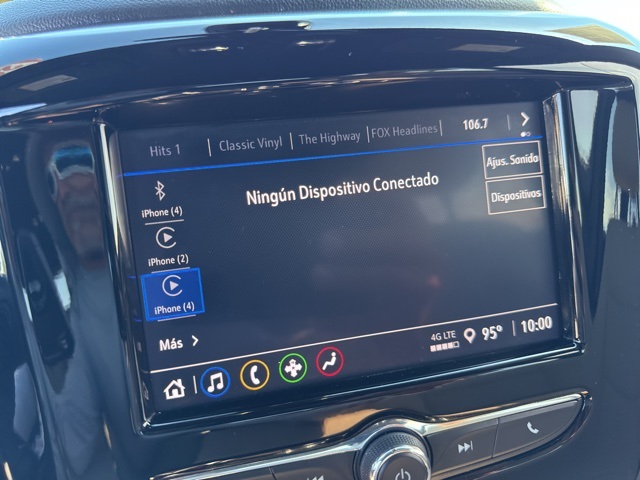 Hits 1 | Classic Vinyl | The Highway | FOX Headlines | 106.7
iPhone (4)
Ningún Dispositivo Conectado
Ajus. Sonido
Dispositivos
iPhone (2)
iPhone (4)
Más
4G LTE
95° | 10:00